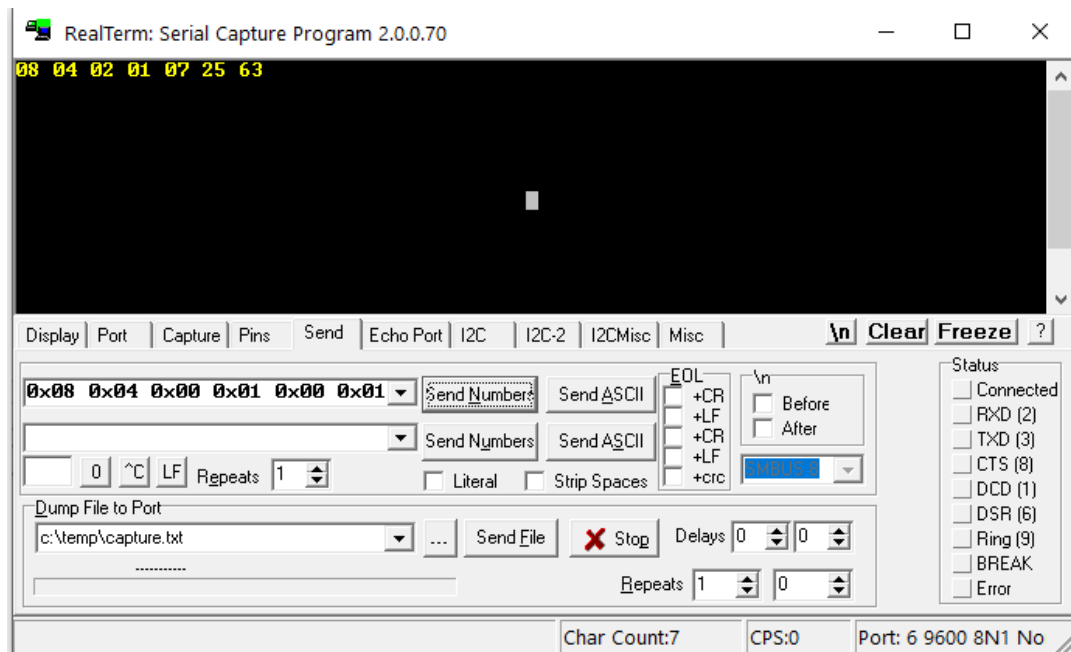 RealTerm: Serial Capture Program 2.0.0.70
08 04 02 01 07 25 63
Display Port Capture Pins Send Echo Port I2C I2C-2 I2CMisc Misc \n Clear Freeze ?
0x08 0x04 0x00 0x01 0x00 0x01 Send Numbers Send ASCII
Send Numbers Send ASCII
0 ^C LF Repeats 1 Literal Strip Spaces
EOL
+CR
+LF
+CR
+LF
+crc
\n
Before
After
SMBUS 8
Dump File to Port
c:\temp\capture.txt ... Send File Stop Delays 0 0
-----------
Repeats 1 0
Status
Connected
RXD (2)
TXD (3)
CTS (8)
DCD (1)
DSR (6)
Ring (9)
BREAK
Error
Char Count:7 CPS:0 Port: 6 9600 8N1 No